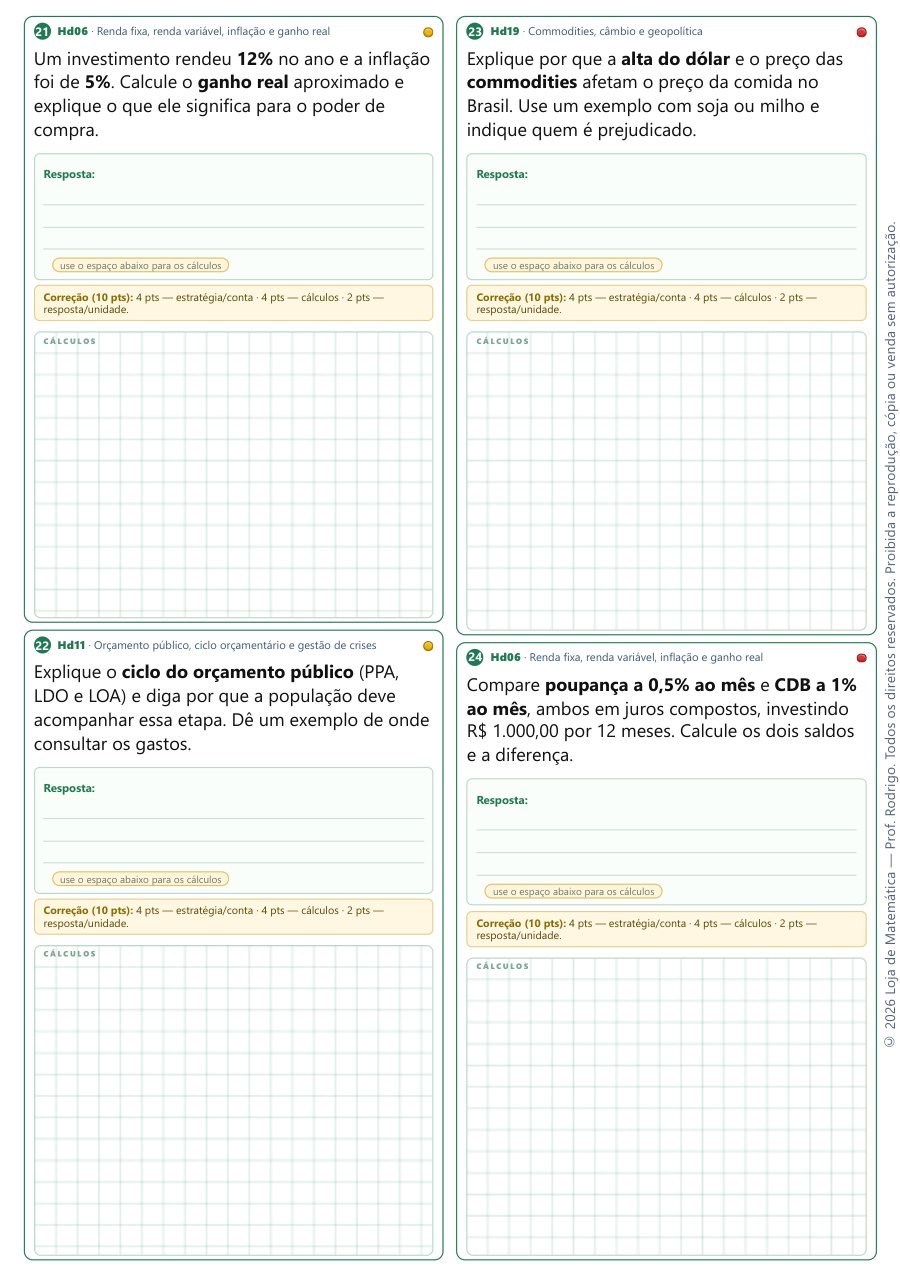 21 Hd06 · Renda fixa, renda variável, inflação e ganho real
Um investimento rendeu 12% no ano e a inflação
foi de 5%. Calcule o ganho real aproximado e
explique o que ele significa para o poder de
compra.
Resposta:
use o espaço abaixo para os cálculos
Correção (10 pts): 4 pts — estratégia/conta · 4 pts — cálculos · 2 pts —
resposta/unidade.
CÁLCULOS
22 Hd11 · Orçamento público, ciclo orçamentário e gestão de crises
Explique o ciclo do orçamento público (PPA,
LDO e LOA) e diga por que a população deve
acompanhar essa etapa. Dê um exemplo de onde
consultar os gastos.
Resposta:
use o espaço abaixo para os cálculos
Correção (10 pts): 4 pts — estratégia/conta · 4 pts — cálculos · 2 pts —
resposta/unidade.
CÁLCULOS
23 Hd19 · Commodities, câmbio e geopolítica
Explique por que a alta do dólar e o preço das
commodities afetam o preço da comida no
Brasil. Use um exemplo com soja ou milho e
indique quem é prejudicado.
Resposta:
use o espaço abaixo para os cálculos
Correção (10 pts): 4 pts — estratégia/conta · 4 pts — cálculos · 2 pts —
resposta/unidade.
CÁLCULOS
24 Hd06 · Renda fixa, renda variável, inflação e ganho real
Compare poupança a 0,5% ao mês e CDB a 1%
ao mês, ambos em juros compostos, investindo
R$ 1.000,00 por 12 meses. Calcule os dois saldos
e a diferença.
Resposta:
use o espaço abaixo para os cálculos
Correção (10 pts): 4 pts — estratégia/conta · 4 pts — cálculos · 2 pts —
resposta/unidade.
CÁLCULOS
© 2026 Loja de Matemática — Prof. Rodrigo. Todos os direitos reservados. Proibida a reprodução, cópia ou venda sem autorização.